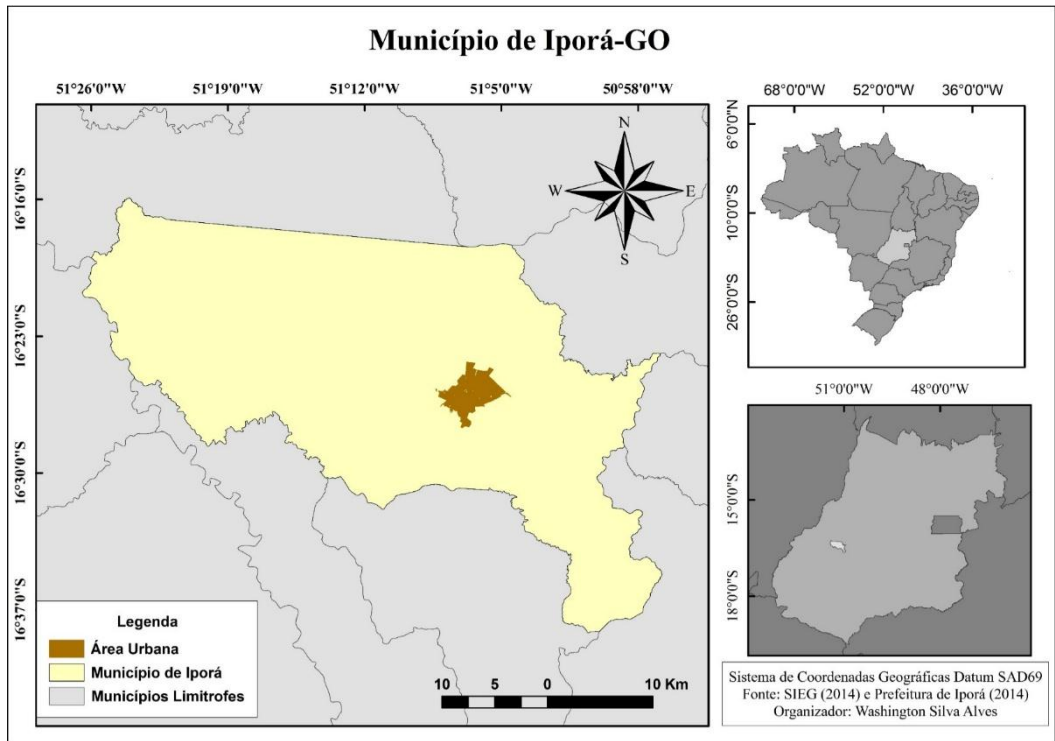 Município de Iporá-GO
51°26'0"W 51°19'0"W 51°12'0"W 51°5'0"W 50°58'0"W
16°16'0"S
16°23'0"S
16°30'0"S
16°37'0"S
N
W E
S
Legenda
Área Urbana
Município de Iporá
Municípios Limitrofes
10 5 0 10 Km
68°0'0"W 52°0'0"W 36°0'0"W
6°0'0"N
10°0'0"S
26°0'0"S
51°0'0"W 48°0'0"W
15°0'0"S
18°0'0"S
Sistema de Coordenadas Geográficas Datum SAD69
Fonte: SIEG (2014) e Prefeitura de Iporá (2014)
Organizador: Washington Silva Alves